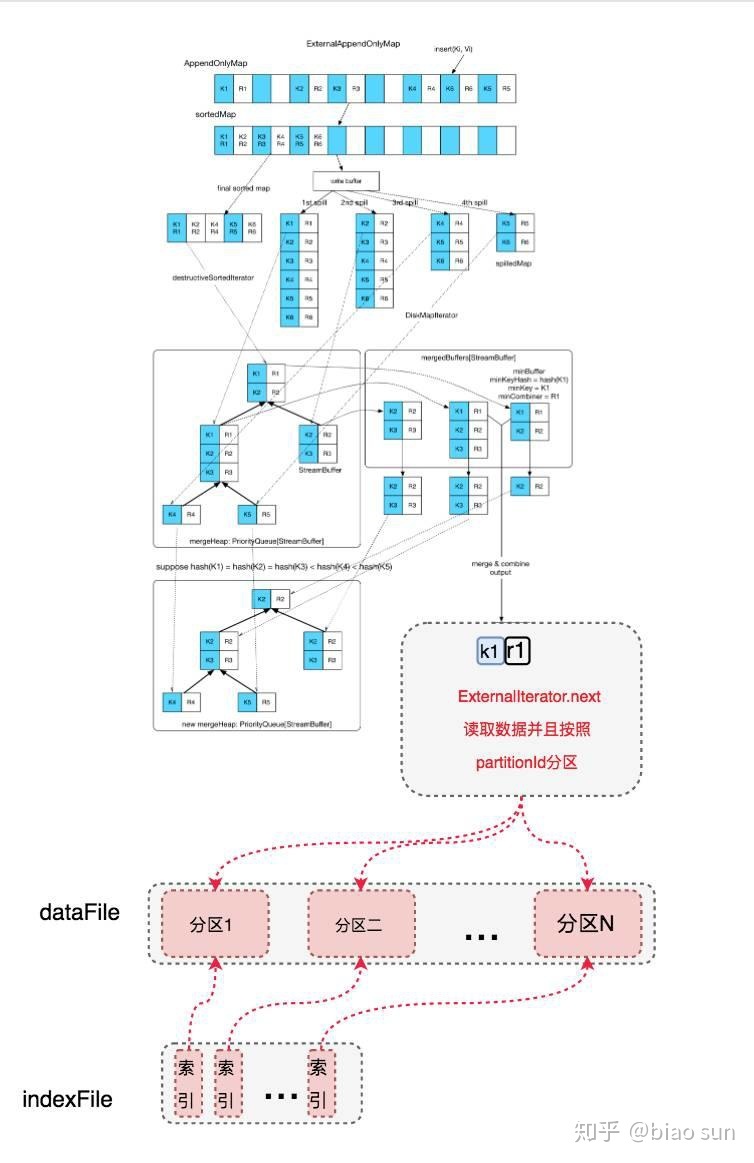 ExternalAppendOnlyMap
insert(Ki, Vi)
AppendOnlyMap
K1 R1 K2 R2 K3 R3 K4 R4 K6 R6 K5 R5
sortedMap
K1 K2 K3 K4 K5 K6
R1 R2 R3 R4 R5 R6
write buffer
final sorted map
1st spill 2nd spill 3rd spill 4th spill
K1 K2 K4 K5 K6
R1 R2 R4 R5 R6
K1 R1 K2 R2 K4 R4 K5 R5
K2 R2 K3 R3 K5 R5 K6 R6
K3 R3 K4 R4 K6 R6
spilledMap
destructiveSortedIterator
K4 R4 K5 R5
K5 R5 K6 R6
K6 R6
DiskMapIterator
mergedBuffers[StreamBuffer]
minBuffer
minKeyHash = hash(K1)
minKey = K1
minCombiner = R1
K1 R1
K2 R2
K2 R2 K1 R1 K1 R1
K3 R3 K2 R2 K2 R2
K3 R3
K1 R1 K2 R2
K2 R2 K3 R3
K3 R3
StreamBuffer
K2 R2 K2 R2 K2 R2
K3 R3 K3 R3
K4 R4 K5 R5
mergeHeap: PriorityQueue[StreamBuffer]
suppose hash(K1) = hash(K2) = hash(K3) < hash(K4) < hash(K5)
merge & combine
output
K2 R2
K2 R2 K2 R2
K3 R3 K3 R3
K4 R4 K5 R5
new mergeHeap: PriorityQueue[StreamBuffer]
k1 r1
ExternalIterator.next
读取数据并且按照
partitionId分区
dataFile
分区1 分区二 ... 分区N
indexFile
索引 索引 ... 索引
知乎 @biao sun